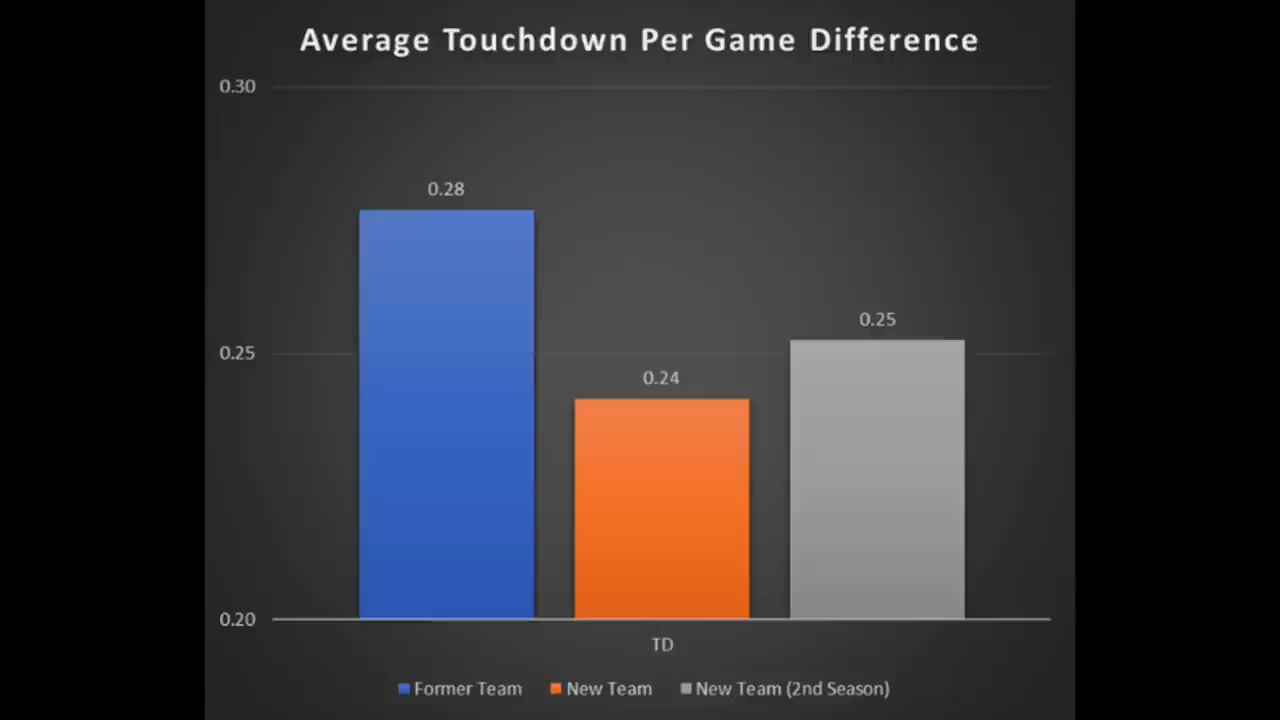 Average Touchdown Per Game Difference
0.30
0.28
0.25
0.25
0.24
0.20
TD
Former Team New Team New Team (2nd Season)